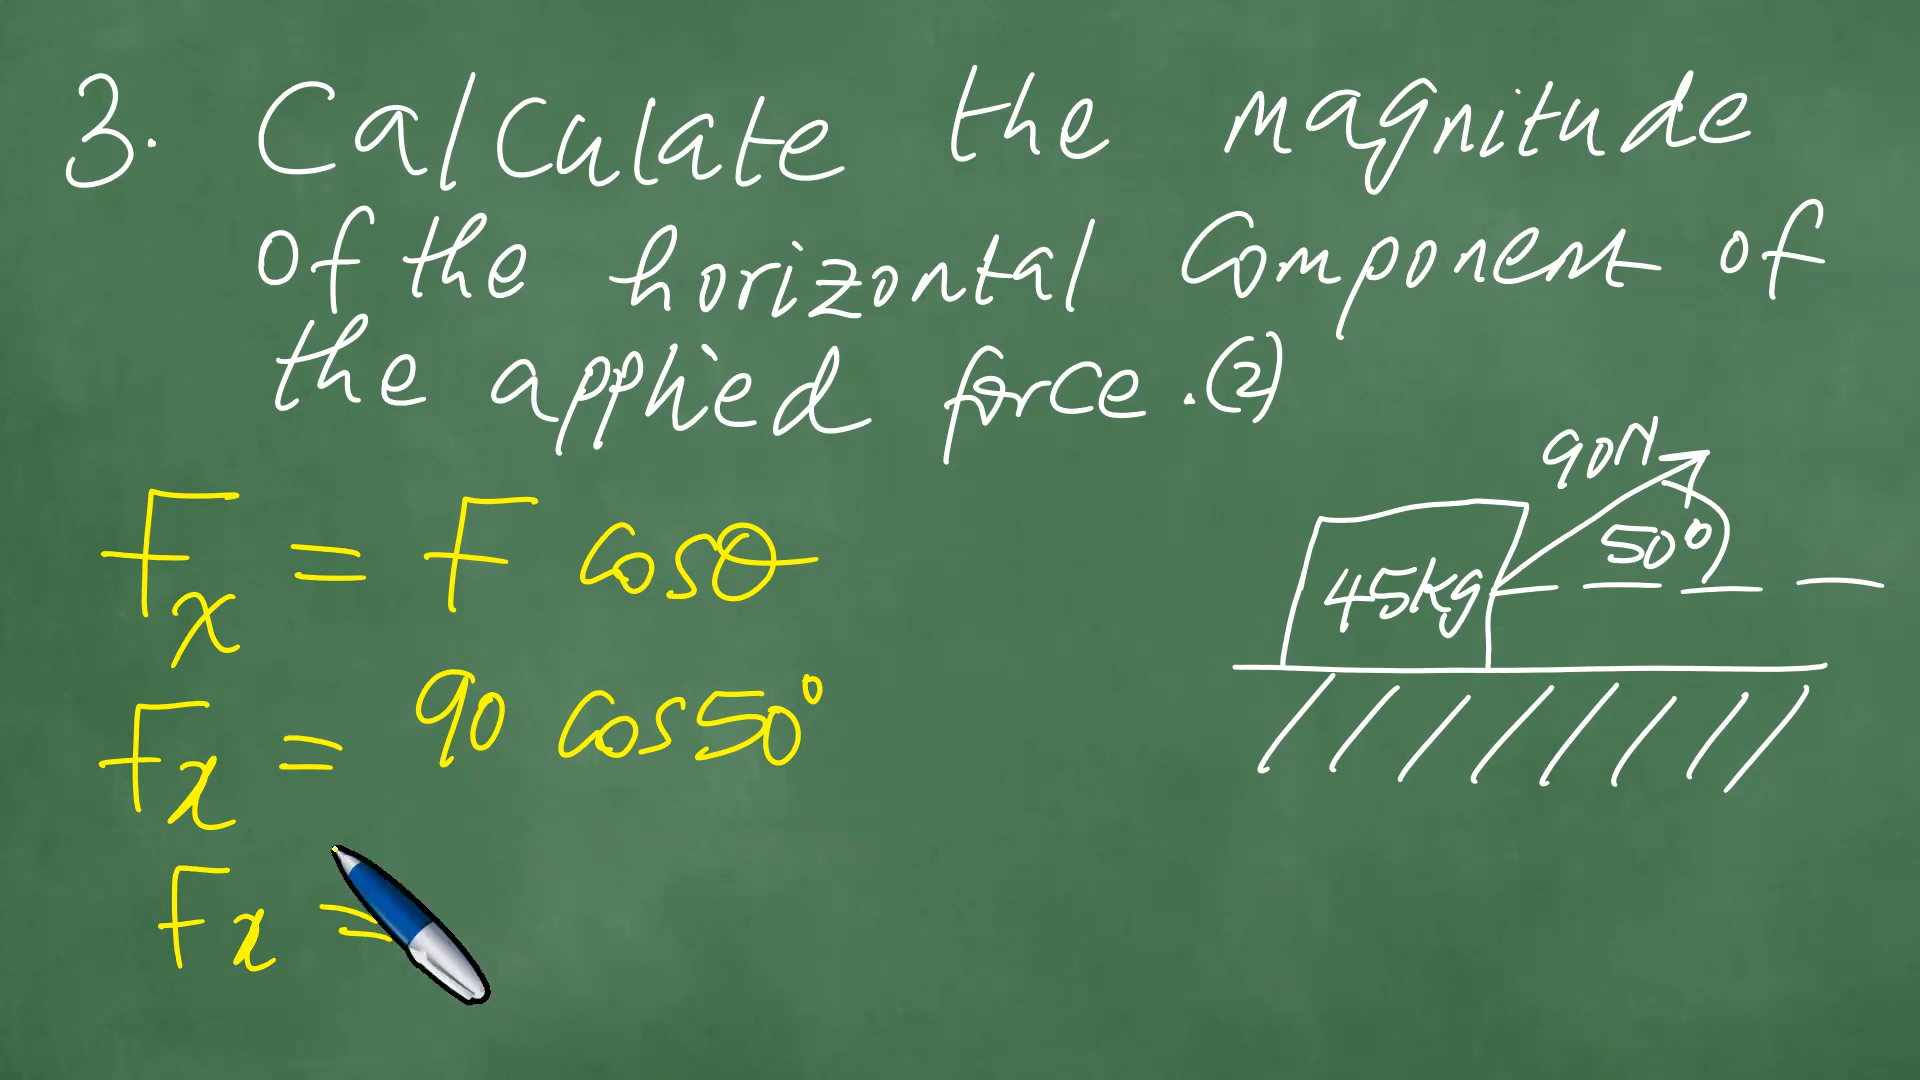 3. Calculate the magnitude
of the horizontal component of
the applied force. (2)
90N
50°
45kg
Fx = F cosθ
Fx = 90 cos50°
Fx =